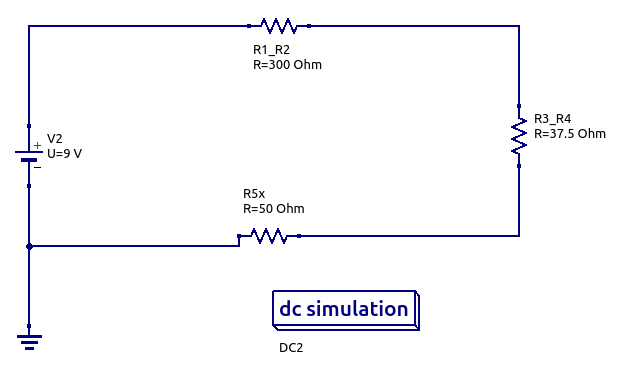 R1_R2
R=300 Ohm
V2
U=9 V
R3_R4
R=37.5 Ohm
R5x
R=50 Ohm
dc simulation
DC2